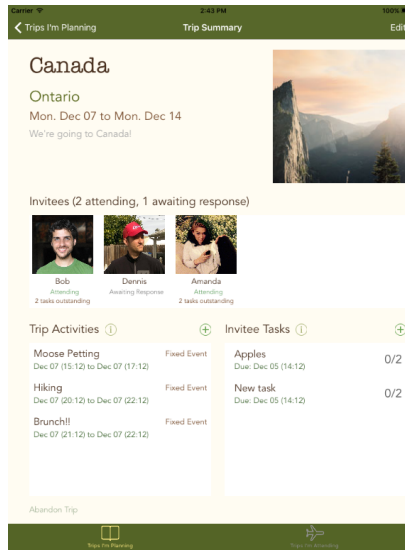 Carrier 2:43 PM 100%
Trips I'm Planning Trip Summary Edit
Canada
Ontario
Mon. Dec 07 to Mon. Dec 14
We're going to Canada!
Invitees (2 attending, 1 awaiting response)
Bob Dennis Amanda
Attending Awaiting Response Attending
2 tasks outstanding 2 tasks outstanding
Trip Activities Invitee Tasks
Moose Petting Fixed Event
Dec 07 (15:12) to Dec 07 (17:12)
Hiking Fixed Event
Dec 07 (20:12) to Dec 07 (22:12)
Brunch!! Fixed Event
Dec 07 (21:12) to Dec 07 (22:12)
Apples 0/2
Due: Dec 05 (14:12)
New task 0/2
Due: Dec 05 (14:12)
Abandon Trip
Trips I'm Planning Trips I'm Attending